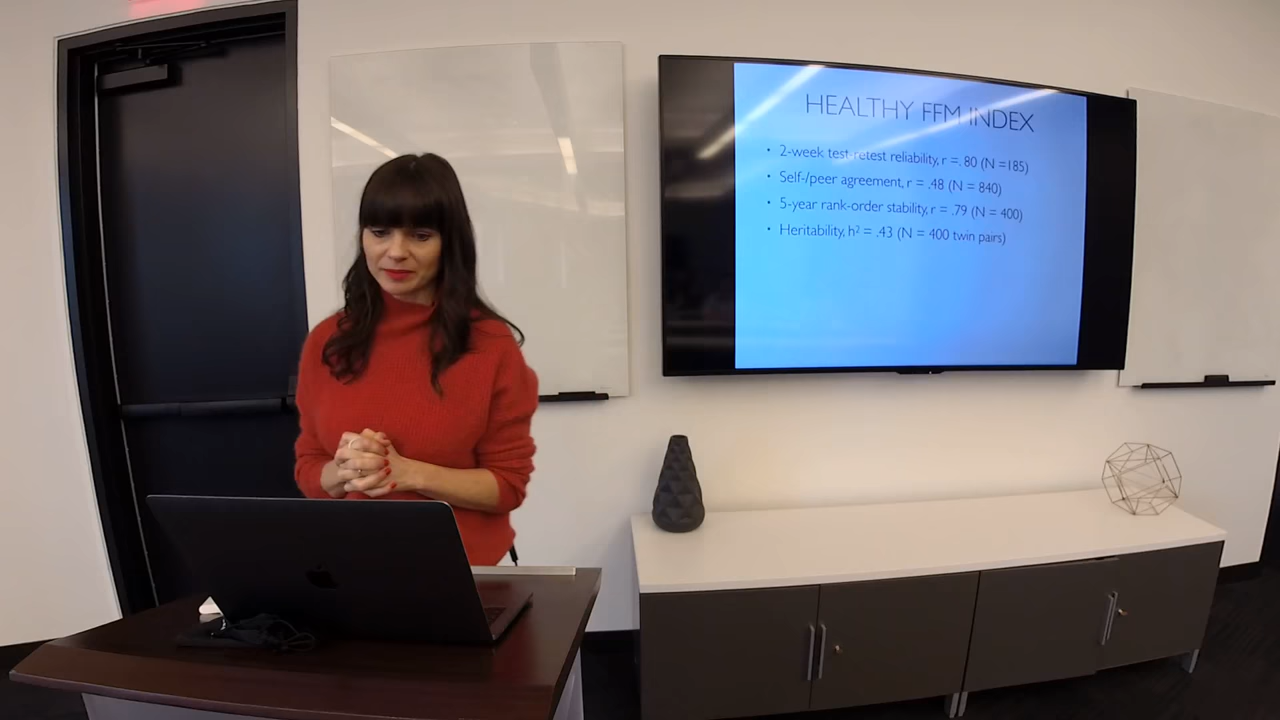 HEALTHY FFM INDEX
• 2-week test-retest reliability, r =. 80 (N =185)
• Self-/peer agreement, r = .48 (N = 840)
• 5-year rank-order stability, r = .79 (N = 400)
• Heritability, h² = .43 (N = 400 twin pairs)